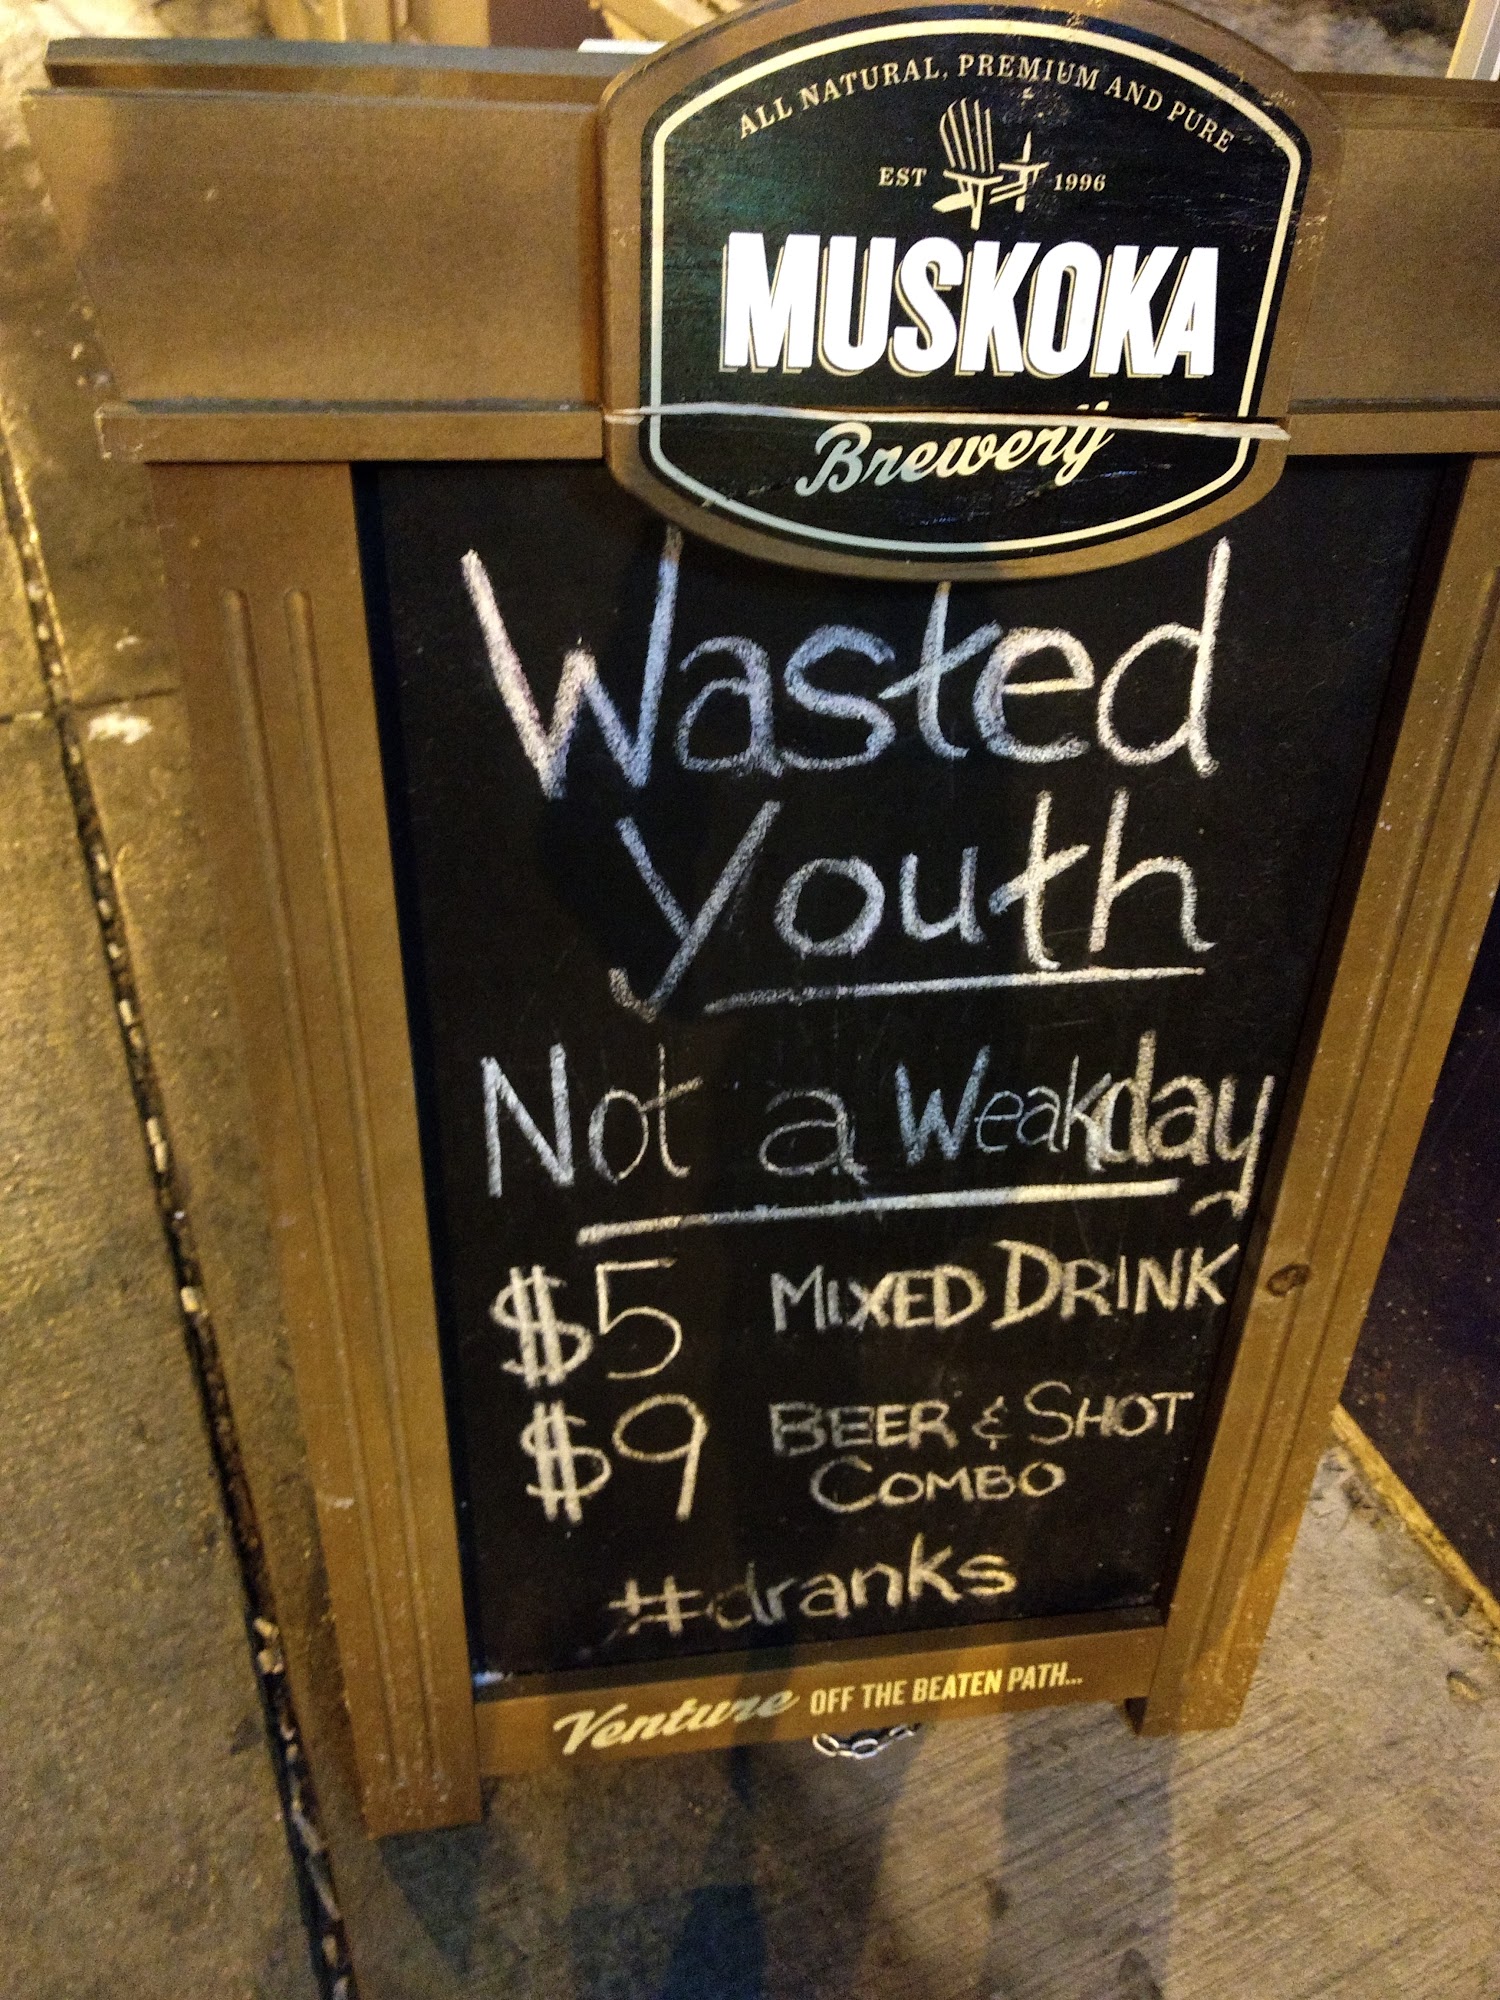 ALL NATURAL, PREMIUM AND PURE
EST 1996
MUSKOKA
Brewery
Wasted
Youth
Not a Weakday
$5 MIXED DRINK
$9 BEER & SHOT
COMBO
#dranks
Venture OFF THE BEATEN PATH...